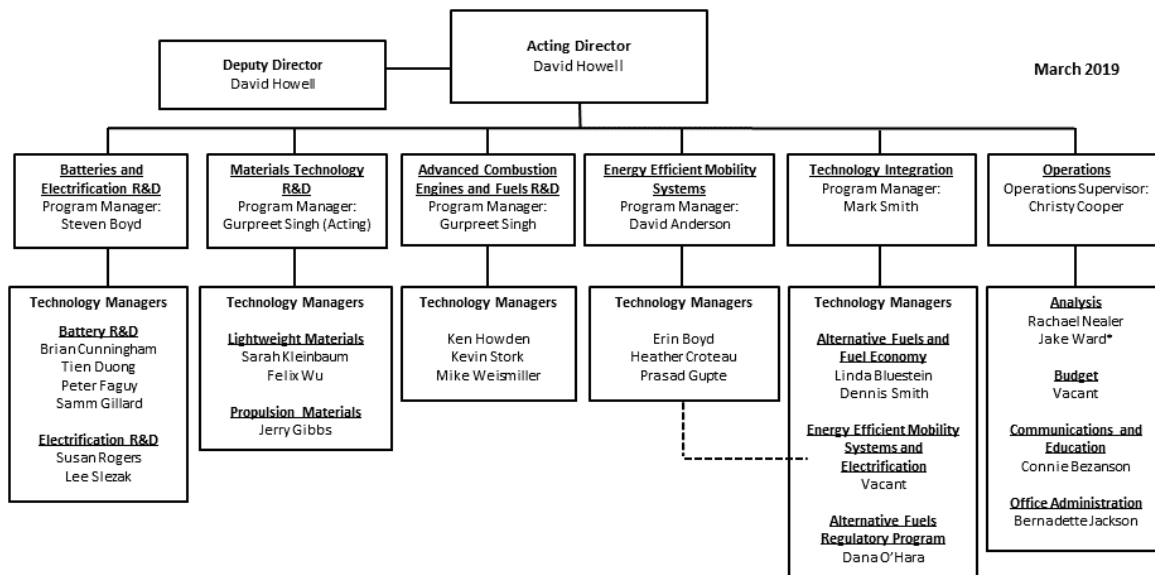 Acting Director
David Howell
Deputy Director
David Howell
March 2019
Batteries and
Electrification R&D
Program Manager:
Steven Boyd
Materials Technology
R&D
Program Manager:
Gurpreet Singh (Acting)
Advanced Combustion
Engines and Fuels R&D
Program Manager:
Gurpreet Singh
Energy Efficient Mobility
Systems
Program Manager:
David Anderson
Technology Integration
Program Manager:
Mark Smith
Operations
Operations Supervisor:
Christy Cooper
Technology Managers
Battery R&D
Brian Cunningham
Tien Duong
Peter Faguy
Samm Gillard
Electrification R&D
Susan Rogers
Lee Slezak
Technology Managers
Lightweight Materials
Sarah Kleinbaum
Felix Wu
Propulsion Materials
Jerry Gibbs
Technology Managers
Ken Howden
Kevin Stork
Mike Weismiller
Technology Managers
Erin Boyd
Heather Croteau
Prasad Gupte
Technology Managers
Alternative Fuels and
Fuel Economy
Linda Bluestein
Dennis Smith
Energy Efficient Mobility
Systems and
Electrification
Vacant
Alternative Fuels
Regulatory Program
Dana O'Hara
Analysis
Rachael Nealer
Jake Ward*
Budget
Vacant
Communications and
Education
Connie Bezanson
Office Administration
Bernadette Jackson